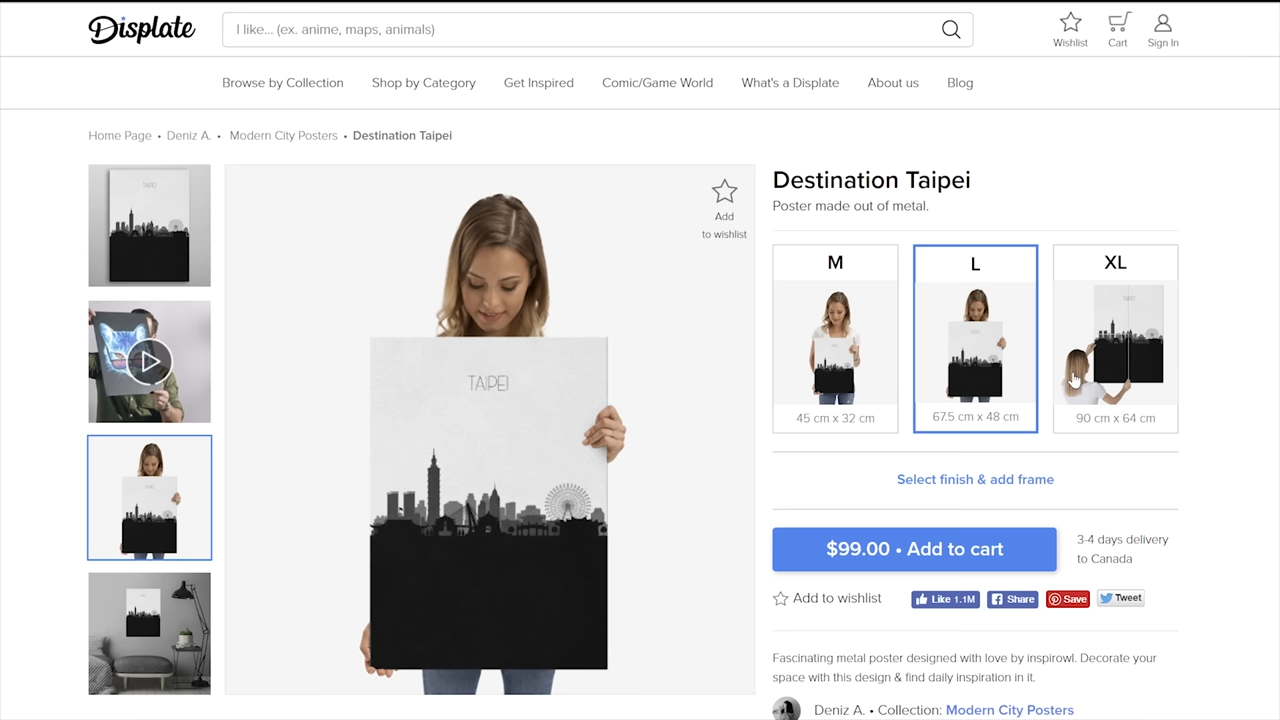 Displate
I like... (ex. anime, maps, animals)
Wishlist
Cart
Sign In
Browse by Collection
Shop by Category
Get Inspired
Comic/Game World
What's a Displate
About us
Blog
Home Page • Deniz A. • Modern City Posters • Destination Taipei
TAIPEI
Add
to wishlist
TAIPEI
Destination Taipei
Poster made out of metal.
M
45 cm x 32 cm
L
67.5 cm x 48 cm
XL
90 cm x 64 cm
Select finish & add frame
$99.00 • Add to cart
3-4 days delivery
to Canada
Add to wishlist
Like 1.1M
Share
Save
Tweet
Fascinating metal poster designed with love by inspirowl. Decorate your
space with this design & find daily inspiration in it.
Deniz A. • Collection: Modern City Posters